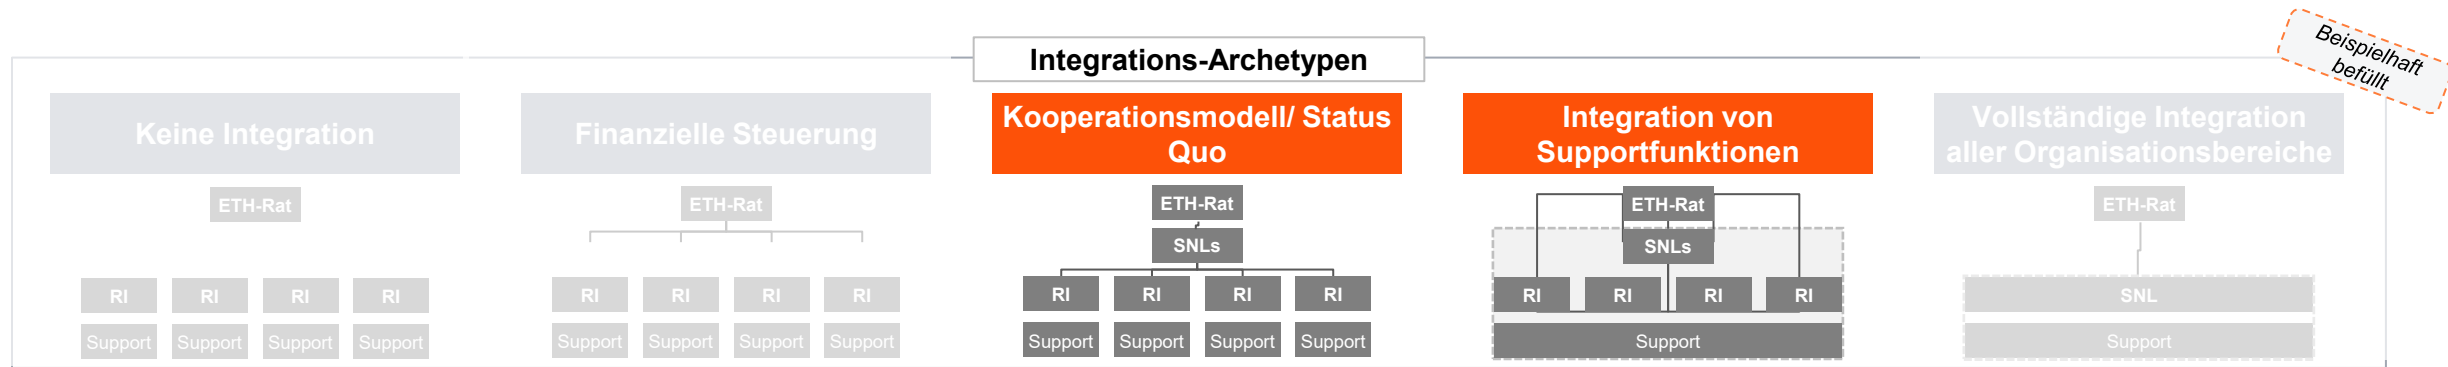 Integrations-Archetypen
Beispielhaft
befüllt
Keine Integration
ETH-Rat
RI RI RI RI
Support Support Support Support
Finanzielle Steuerung
ETH-Rat
RI RI RI RI
Support Support Support Support
Kooperationsmodell/ Status
Quo
ETH-Rat
SNLs
RI RI RI RI
Support Support Support Support
Integration von
Supportfunktionen
ETH-Rat
SNLs
RI RI RI RI
Support
Vollständige Integration
aller Organisationsbereiche
ETH-Rat
SNL
Support